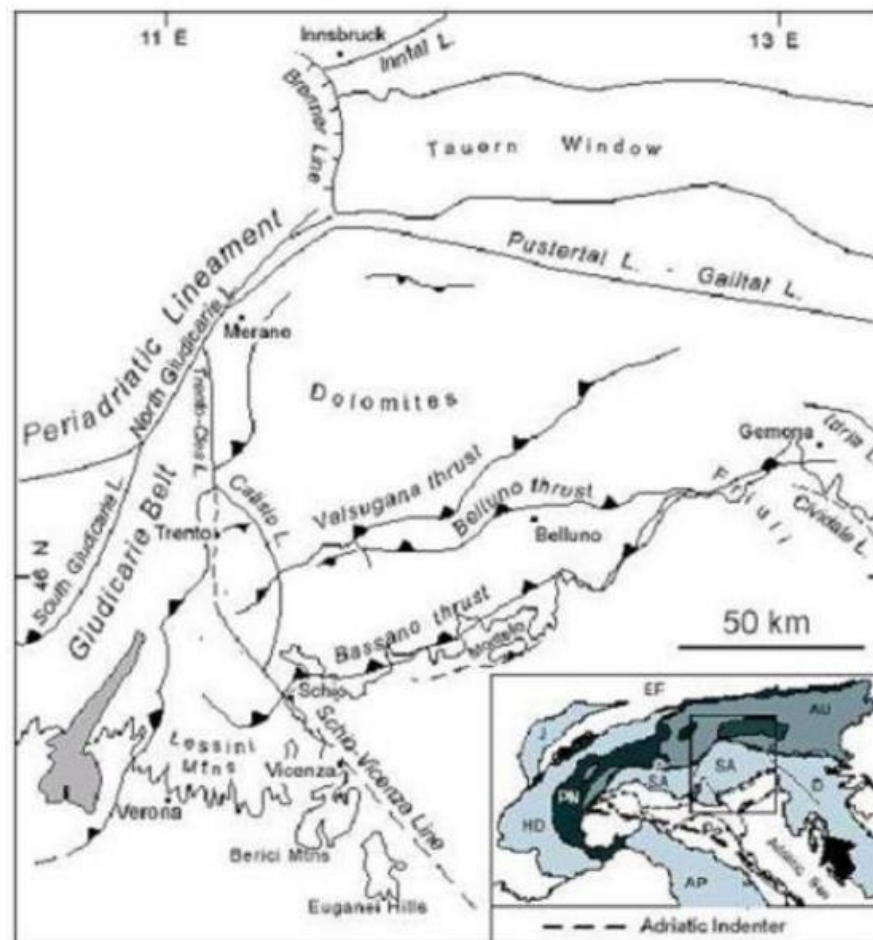 11 E
13 E
Innsbruck
Inntal L.
Brenner Line
Tauern Window
Periadriatic Lineament
North Giudicarie L.
Pustertal L. - Gailtal L.
Merano
Trento-Cles L.
Dolomites
Gemona
Idria L.
South Giudicarie L.
Giudicarie Belt
Calisio L.
Valsugana thrust
Belluno thrust
Friuli
Cividale L.
Trento
Belluno
46 N
Bassano thrust
Montello
50 km
Schio
Schio-Vicenza Line
Lessini
Mtns
Vicenza
Verona
Berici Mtns
Euganei Hills
EF
J
AU
SA
SA
PN
HD
D
Adriatic Sea
AP
Adriatic Indenter